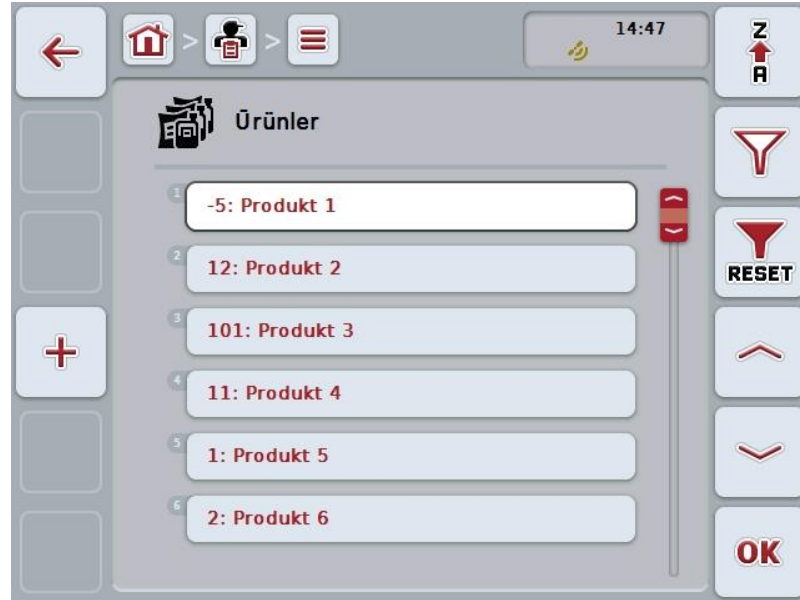 14:47
Z
A
Ürünler
1
-5: Produkt 1
2
12: Produkt 2
RESET
3
101: Produkt 3
4
11: Produkt 4
5
1: Produkt 5
6
2: Produkt 6
OK